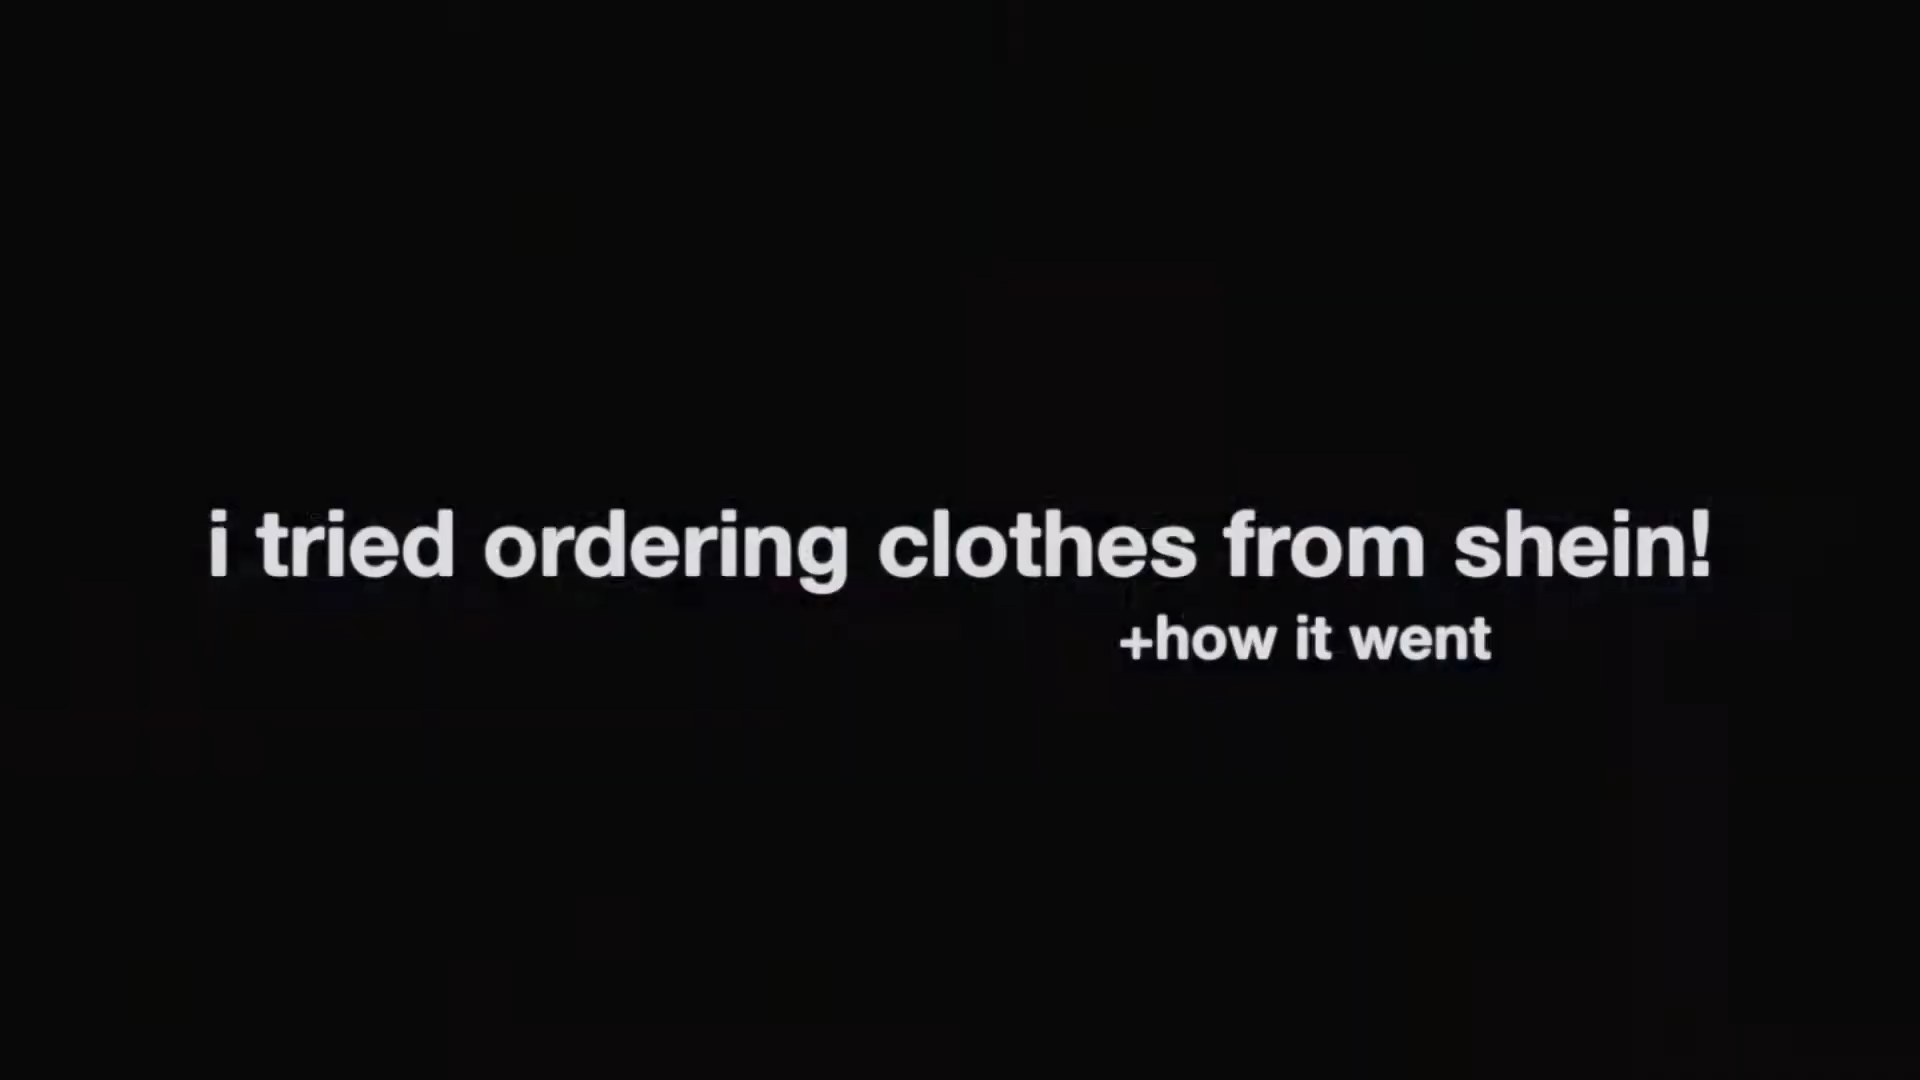 i tried ordering clothes from shein!
+how it went